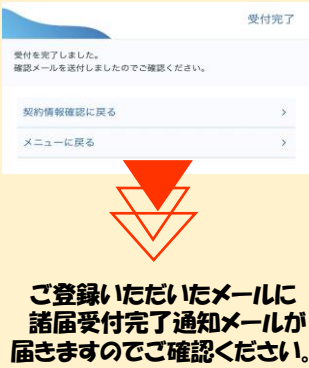 受付完了
受付を完了しました。
確認メールを送付しましたのでご確認ください。
契約情報確認に戻る
メニューに戻る
ご登録いただいたメールに
諸届受付完了通知メールが
届きますのでご確認ください。